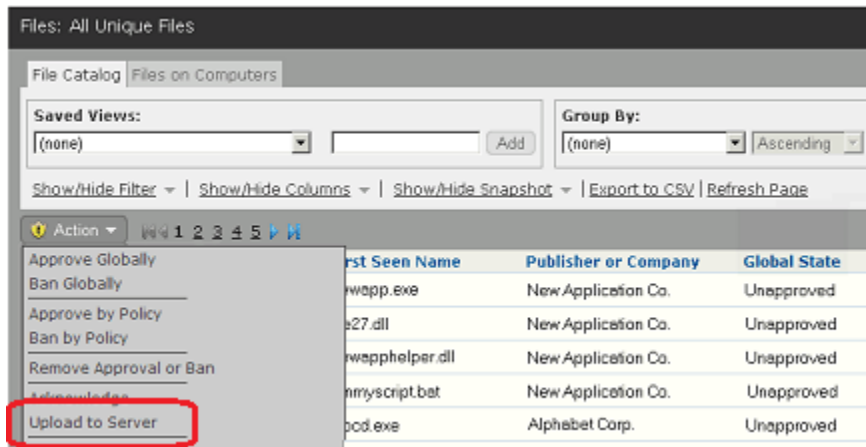 Files: All Unique Files
File Catalog Files on Computers
Saved Views: Group By:
(none) Add (none) Ascending
Show/Hide Filter | Show/Hide Columns | Show/Hide Snapshot | Export to CSV | Refresh Page
Action 1 2 3 4 5
Approve Globally
rst Seen Name Publisher or Company Global State
Ban Globally
wapp.exe New Application Co. Unapproved
Approve by Policy
e27.dll New Application Co. Unapproved
Ban by Policy
wapphelper.dll New Application Co. Unapproved
Remove Approval or Ban
myscript.bat New Application Co. Unapproved
Acknowledge
Upload to Server
cd.exe Alphabet Corp. Unapproved